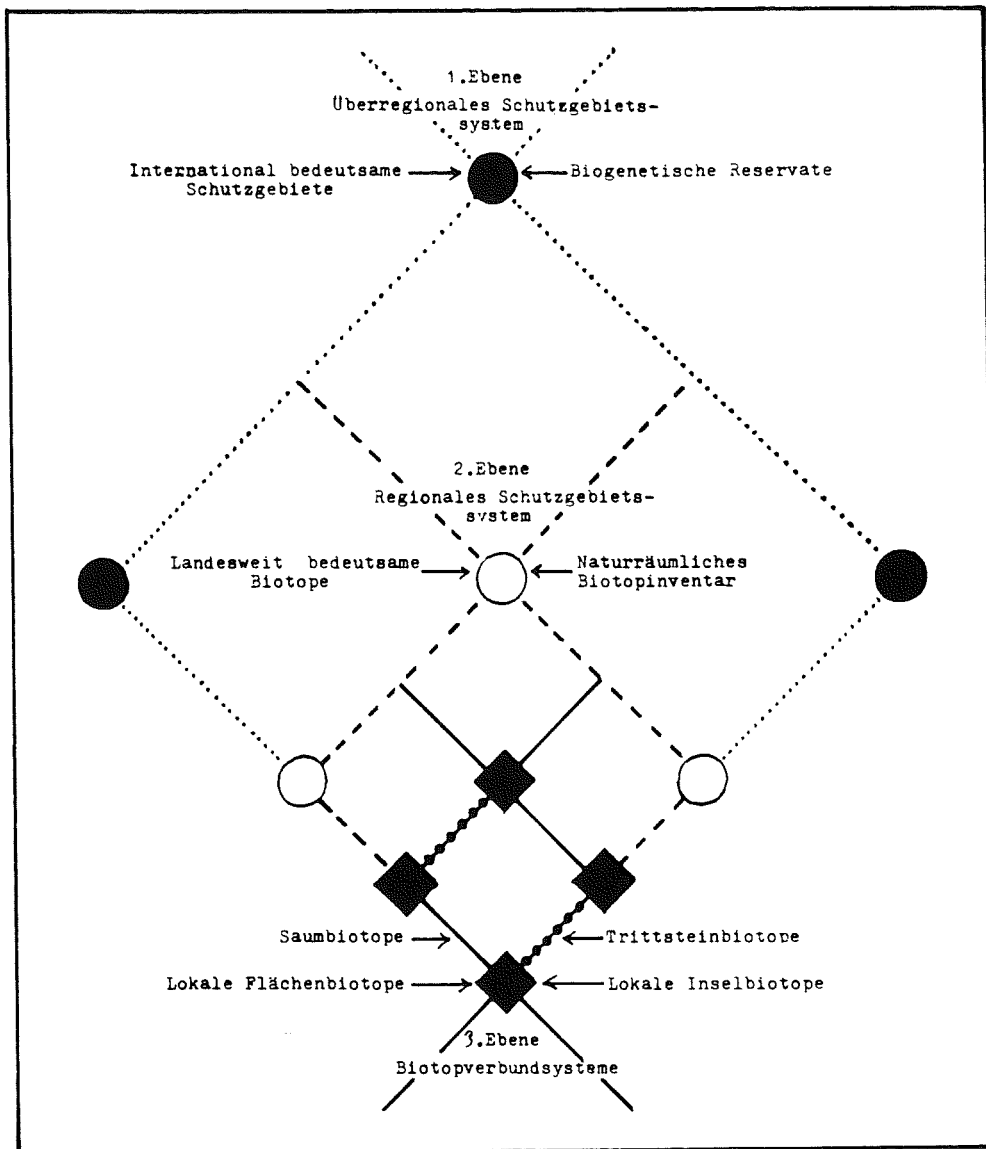 1.Ebene
Überregionales Schutzgebiets-
system
International bedeutsame
Schutzgebiete
Biogenetische Reservate
2.Ebene
Regionales Schutzgebiets-
system
Landesweit bedeutsame
Biotope
Naturräumliches
Biotopinventar
Saumbiotope
Trittsteinbiotope
Lokale Flächenbiotope
Lokale Inselbiotope
3.Ebene
Biotopverbundsysteme